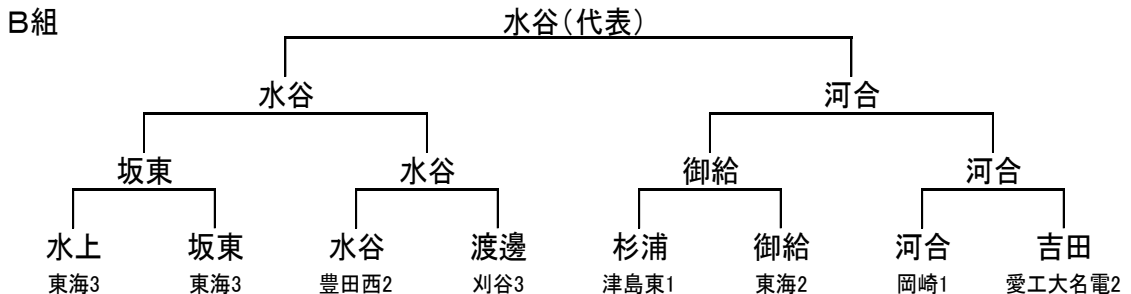 B組
水谷(代表)
水谷 河合
坂東 水谷 御給 河合
水上 坂東 水谷 渡邊 杉浦 御給 河合 吉田
東海3 東海3 豊田西2 刈谷3 津島東1 東海2 岡崎1 愛工大名電2